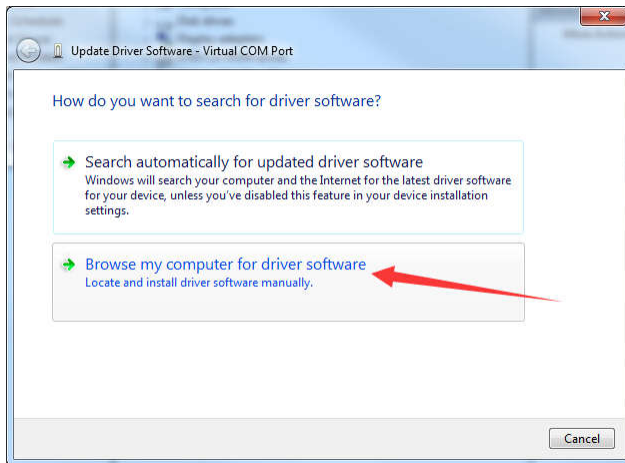 Update Driver Software - Virtual COM Port
How do you want to search for driver software?
Search automatically for updated driver software
Windows will search your computer and the Internet for the latest driver software
for your device, unless you've disabled this feature in your device installation
settings.
Browse my computer for driver software
Locate and install driver software manually.
Cancel